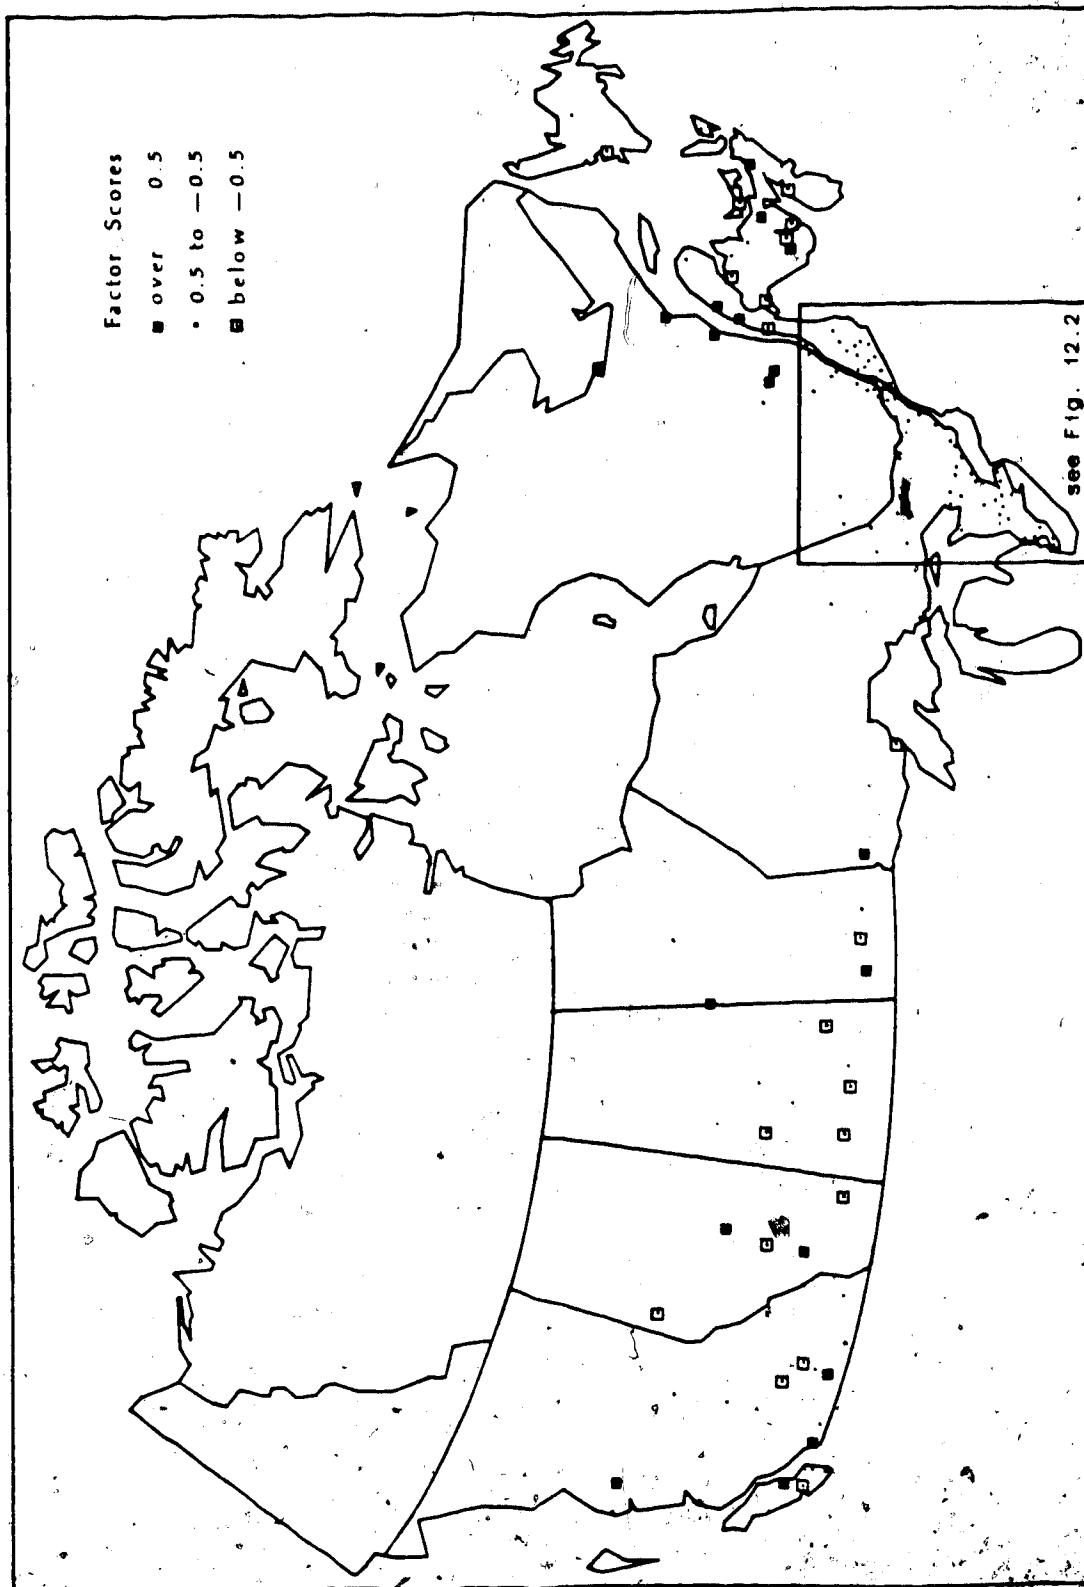 Factor Scores
■ over 0.5
• 0.5 to —0.5
⊡ below —0.5
see Fig. 12.2